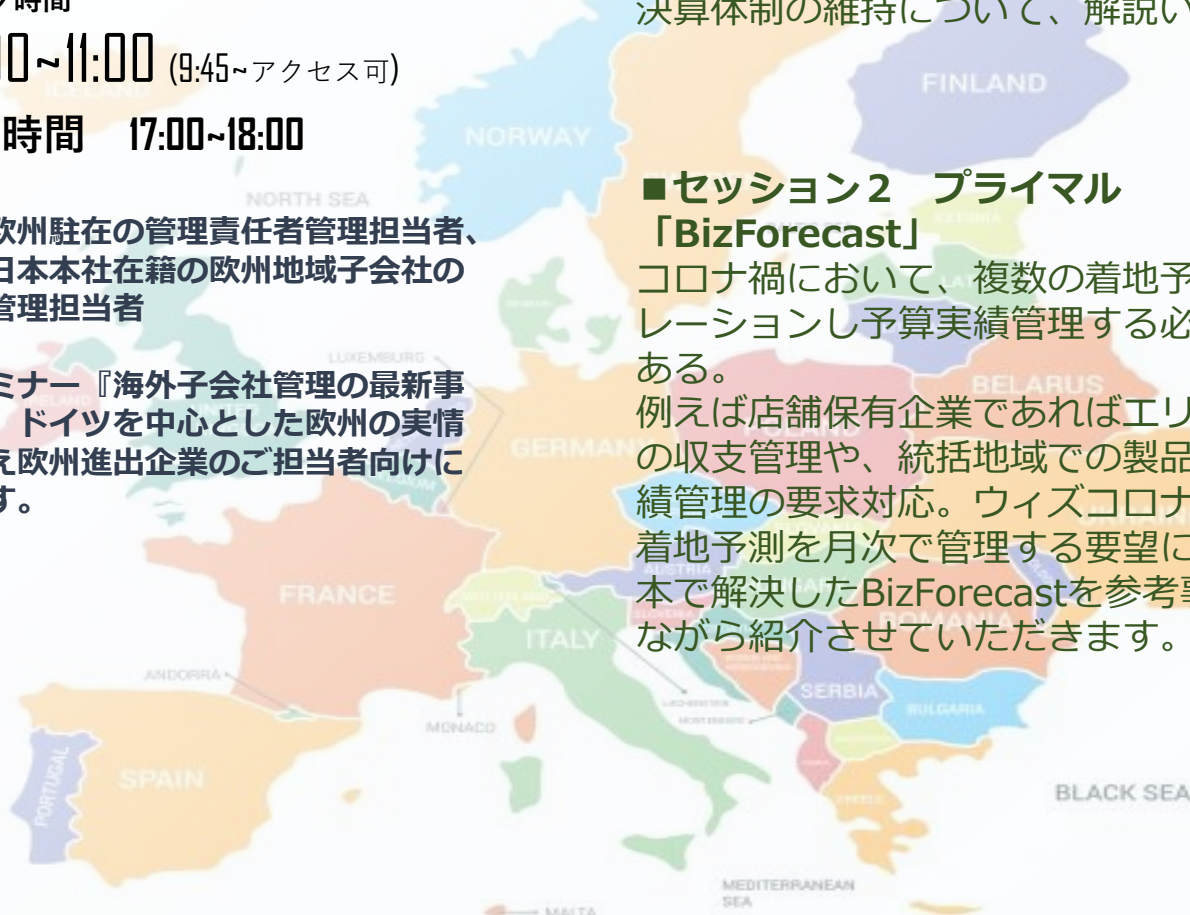 時間
00~11:00 (9:45~アクセス可)
時間 17:00~18:00
欧州駐在の管理責任者管理担当者、
日本本社在籍の欧州地域子会社の
管理担当者
ミナー『海外子会社管理の最新事
ドイツを中心とした欧州の実情
え欧州進出企業のご担当者向けに
す。
決算体制の維持について、解説い
■セッション２ プライマル
「BizForecast」
コロナ禍において、複数の着地予
レーションし予算実績管理する必
ある。
例えば店舗保有企業であればエリ
の収支管理や、統括地域での製品
績管理の要求対応。ウィズコロナ
着地予測を月次で管理する要望に
本で解決したBizForecastを参考事
ながら紹介させていただきます。
ICELAND
FINLAND
NORWAY
NORTH SEA
LUXEMBURG
IRELAND
BELARUS
POLAND
GERMANY
UKRAINE
FRANCE
AUSTRIA
HUNGARY
ROMANIA
ITALY
ANDORRA
MONACO
SERBIA
LIECHTENSTEIN
MONTENEGRO
BULGARIA
PORTUGAL
SPAIN
GREECE
BLACK SEA
MEDITERRANEAN
SEA
MALTA